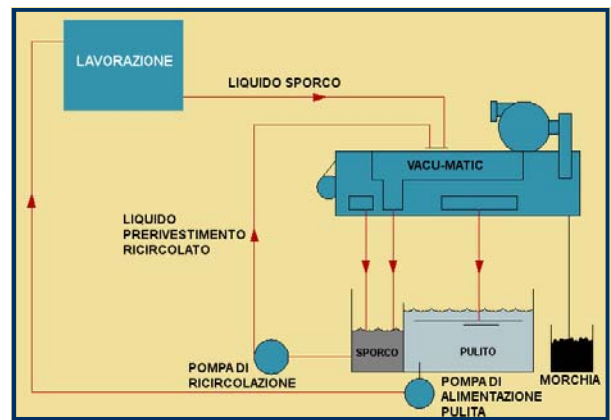 LAVORAZIONE
LIQUIDO SPORCO
VACU-MATIC
LIQUIDO
PRERIVESTIMENTO
RICIRCOLATO
SPORCO
PULITO
POMPA DI
RICIRCOLAZIONE
POMPA DI
ALIMENTAZIONE
PULITA
MORCHIA